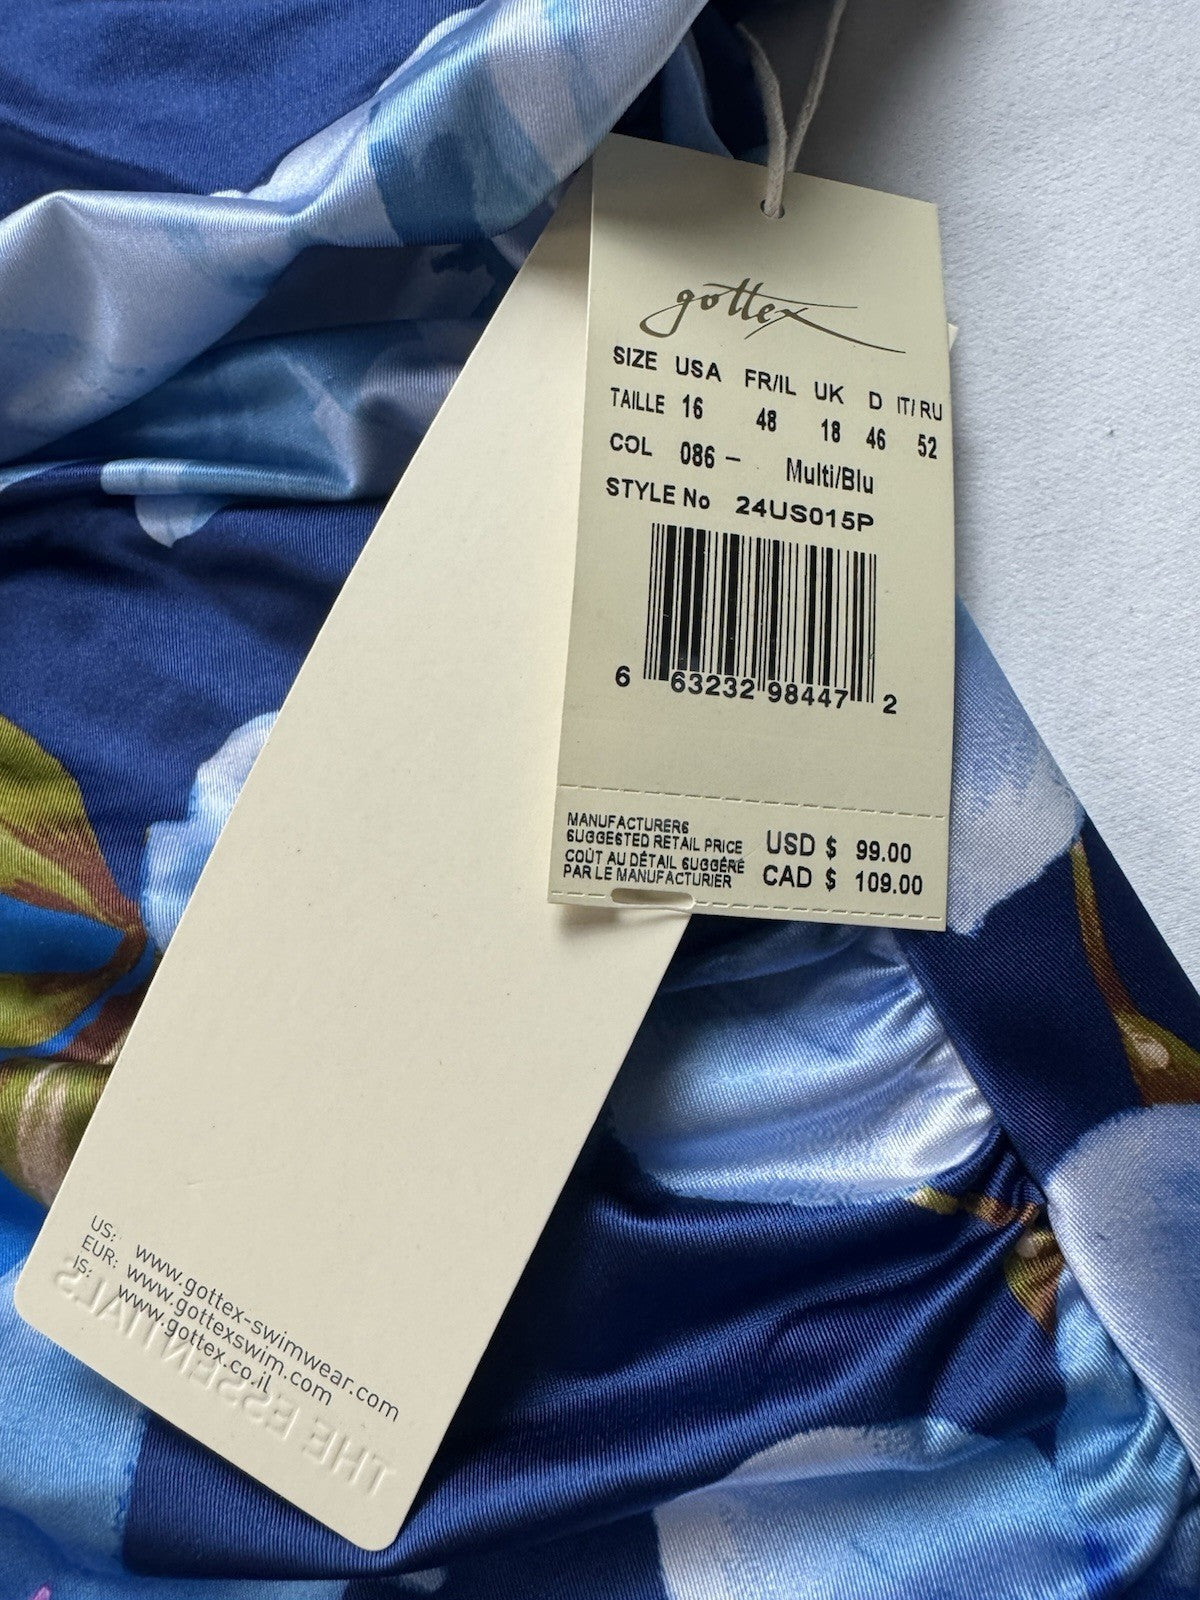 gottex
SIZE USA FR/IL UK D IT/RU
TAILLE 16 48 18 46 52
COL 086 - Multi/Blu
STYLE No 24US015P
6 63232 98447 2
MANUFACTURERS
SUGGESTED RETAIL PRICE USD $ 99.00
COÛT AU DÉTAIL SUGGÉRÉ
PAR LE MANUFACTURIER CAD $ 109.00
US: www.gottex-swimwear.com
EUR: www.gottexswim.com
IS: www.gottex.co.il
THE ESSENTIALS